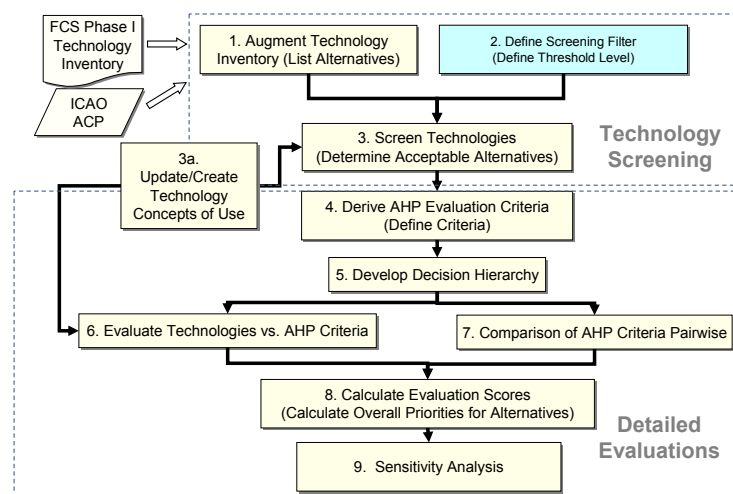 FCS Phase I
Technology
Inventory
ICAO
ACP
1. Augment Technology
Inventory (List Alternatives)
2. Define Screening Filter
(Define Threshold Level)
3. Screen Technologies
(Determine Acceptable Alternatives)
Technology
Screening
3a.
Update/Create
Technology
Concepts of Use
4. Derive AHP Evaluation Criteria
(Define Criteria)
5. Develop Decision Hierarchy
6. Evaluate Technologies vs. AHP Criteria
7. Comparison of AHP Criteria Pairwise
8. Calculate Evaluation Scores
(Calculate Overall Priorities for Alternatives)
Detailed
Evaluations
9. Sensitivity Analysis